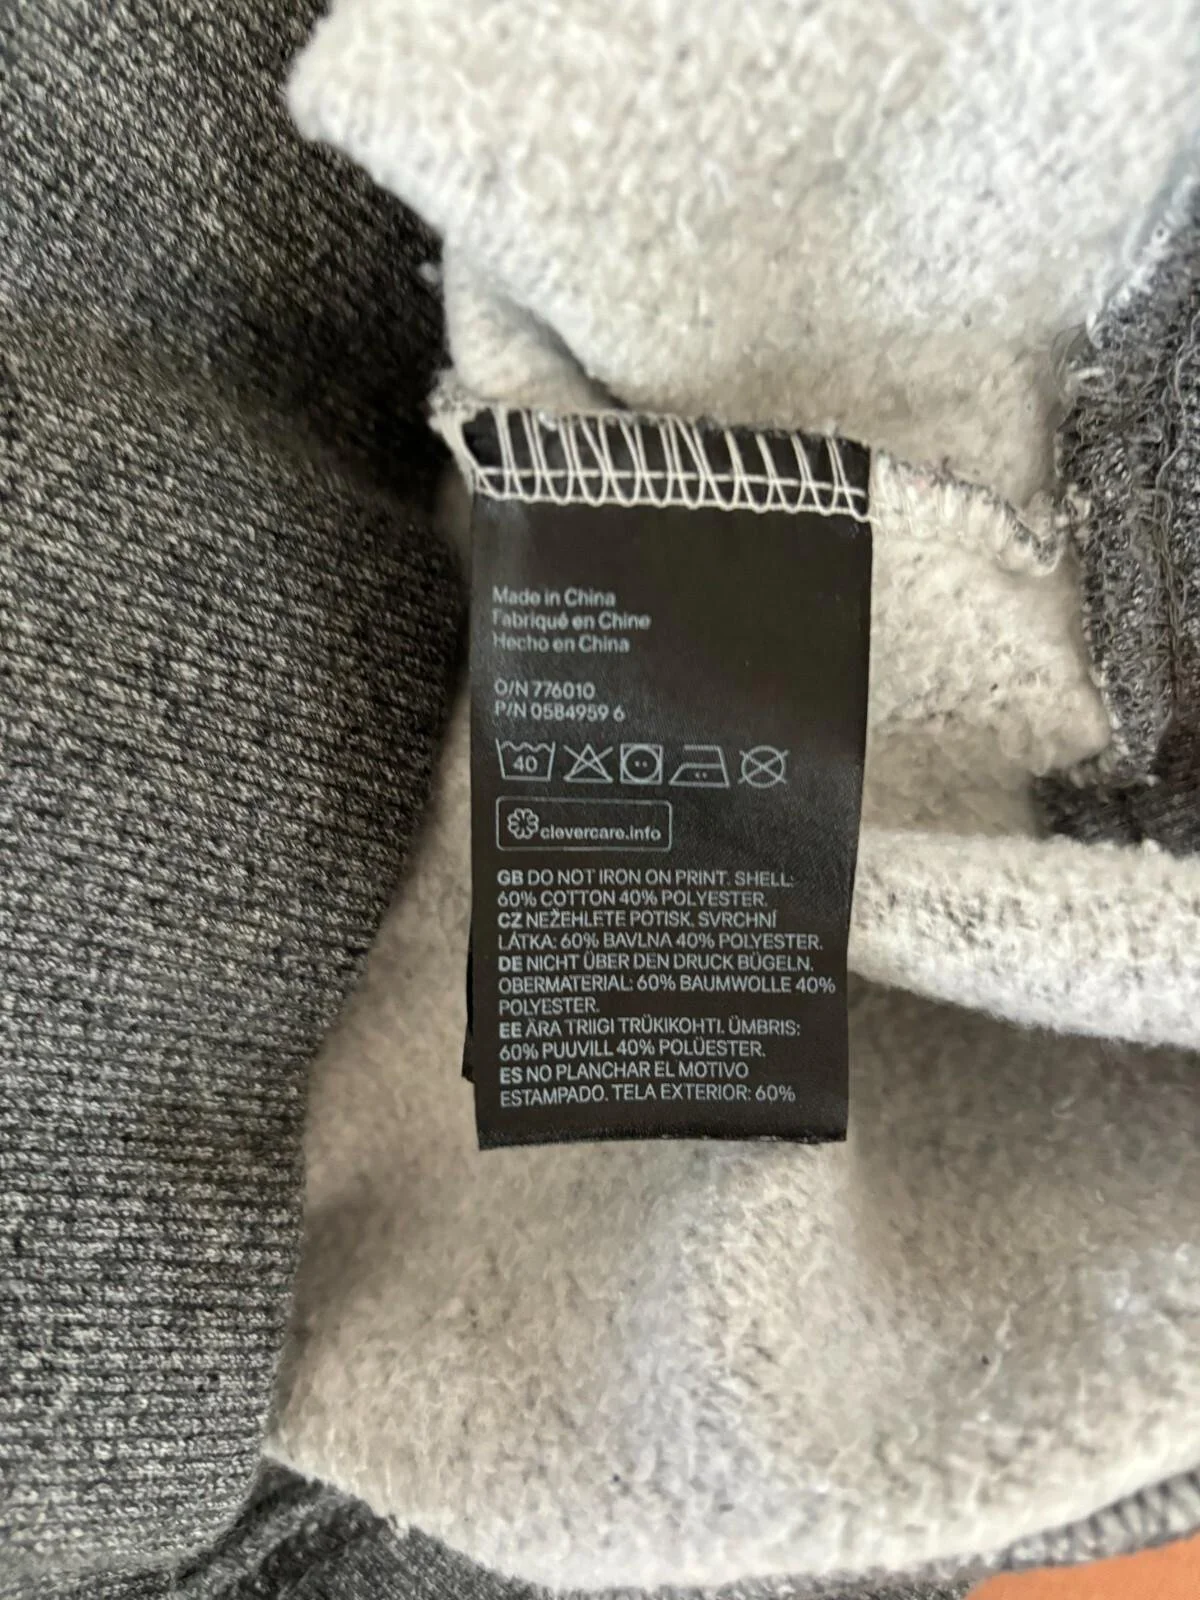 Made in China
Fabriqué en Chine
Hecho en China
O/N 776010
P/N 0584959 6
40
clevercare.info
GB DO NOT IRON ON PRINT. SHELL:
60% COTTON 40% POLYESTER.
CZ NEŽEHLETE POTISK. SVRCHNÍ
LÁTKA: 60% BAVLNA 40% POLYESTER.
DE NICHT ÜBER DEN DRUCK BÜGELN.
OBERMATERIAL: 60% BAUMWOLLE 40%
POLYESTER.
EE ÄRA TRIIGI TRÜKIKOHTI. ÜMBRIS:
60% PUUVILL 40% POLÜESTER.
ES NO PLANCHAR EL MOTIVO
ESTAMPADO. TELA EXTERIOR: 60%